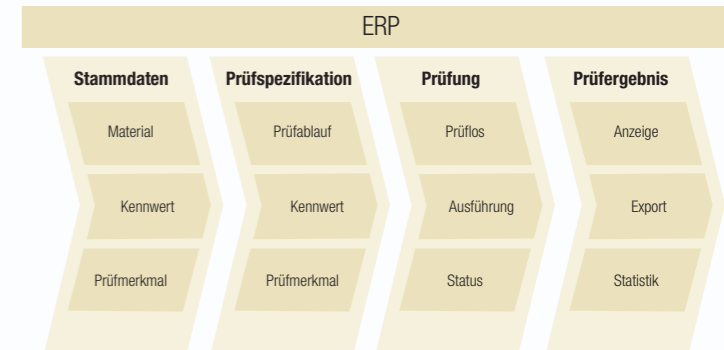 ERP
Stammdaten
Material
Kennwert
Prüfmerkmal
Prüfspezifikation
Prüfablauf
Kennwert
Prüfmerkmal
Prüfung
Prüflos
Ausführung
Status
Prüfergebnis
Anzeige
Export
Statistik